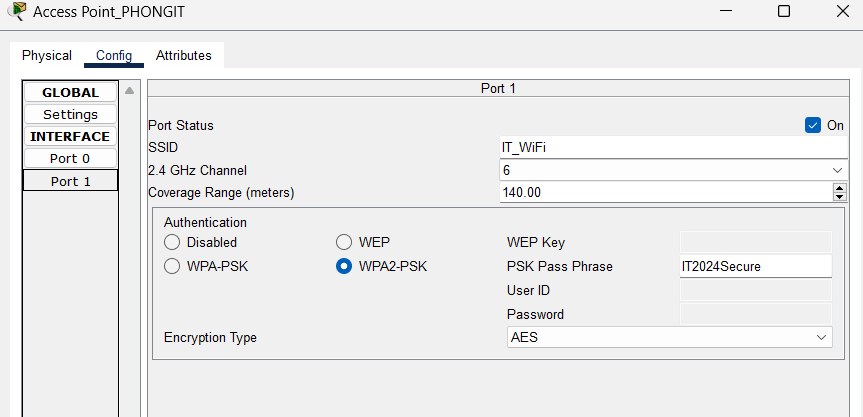 Access Point_PHONGIT
Physical Config Attributes
GLOBAL
Settings
INTERFACE
Port 0
Port 1
Port 1
Port Status On
SSID IT_WiFi
2.4 GHz Channel 6
Coverage Range (meters) 140.00
Authentication
Disabled WEP WEP Key
WPA-PSK WPA2-PSK PSK Pass Phrase IT2024Secure
User ID
Password
Encryption Type AES